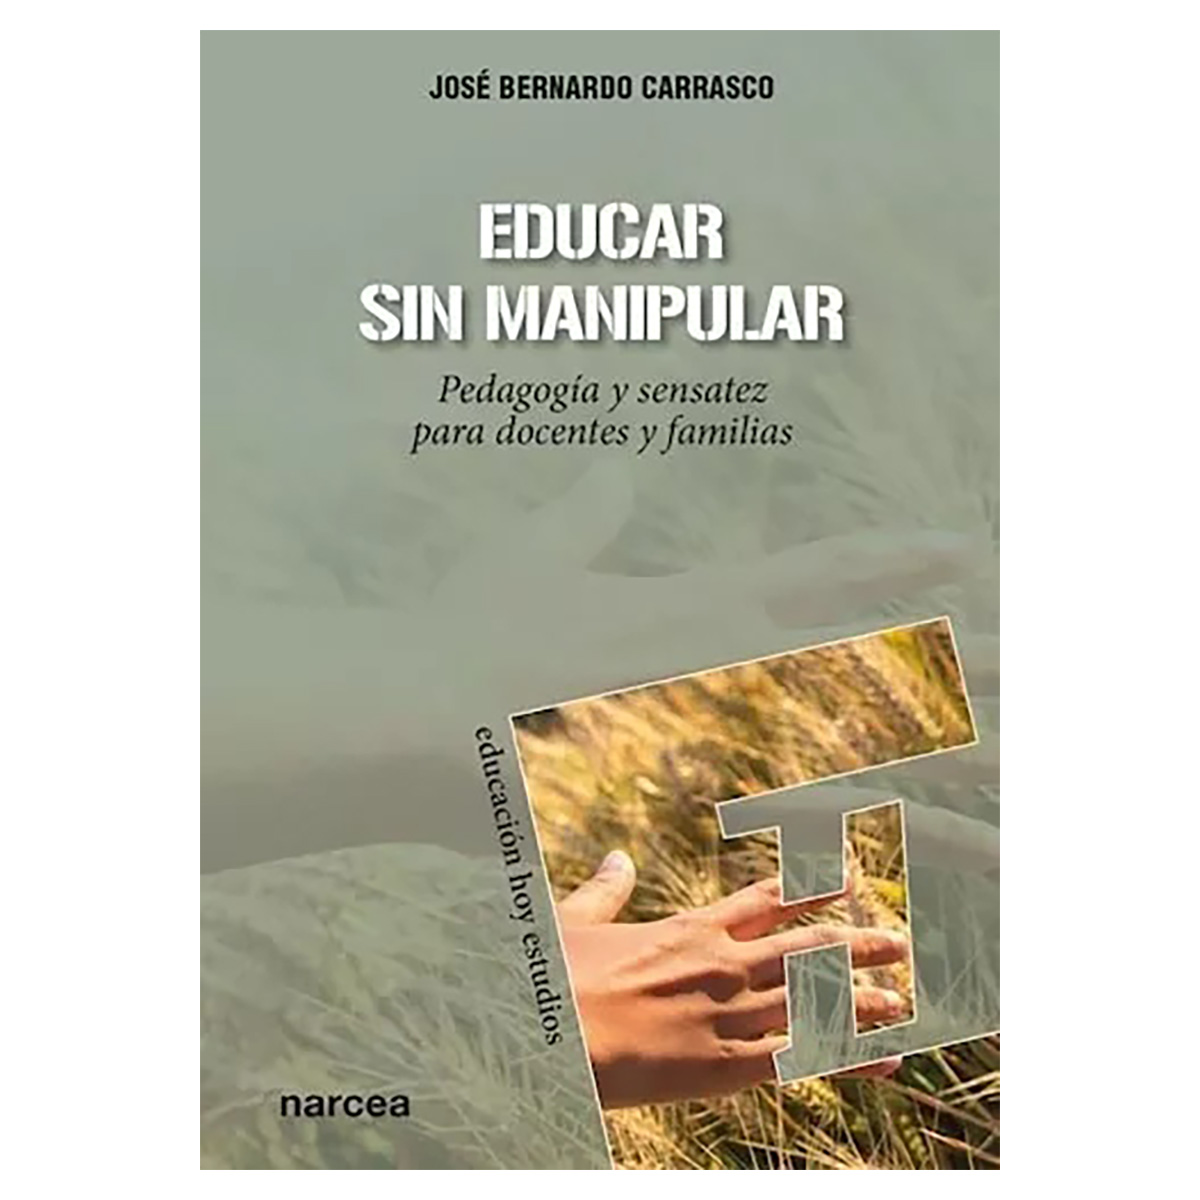 JOSÉ BERNARDO CARRASCO
EDUCAR
SIN MANIPULAR
Pedagogía y sensatez
para docentes y familias
educación hoy estudios
narcea